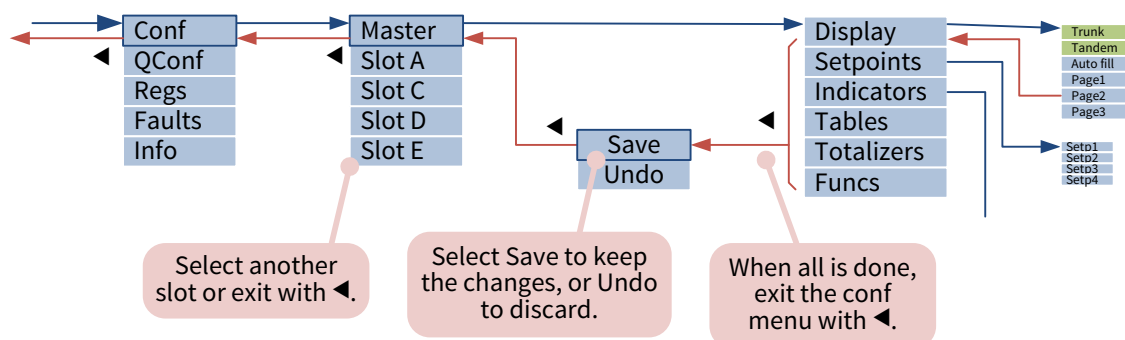 Conf
QConf
Regs
Faults
Info
Master
Slot A
Slot C
Slot D
Slot E
Save
Undo
Display
Setpoints
Indicators
Tables
Totalizers
Funcs
Trunk
Tandem
Auto fill
Page1
Page2
Page3
Setp1
Setp2
Setp3
Setp4
Select another
slot or exit with ◀.
Select Save to keep
the changes, or Undo
to discard.
When all is done,
exit the conf
menu with ◀.